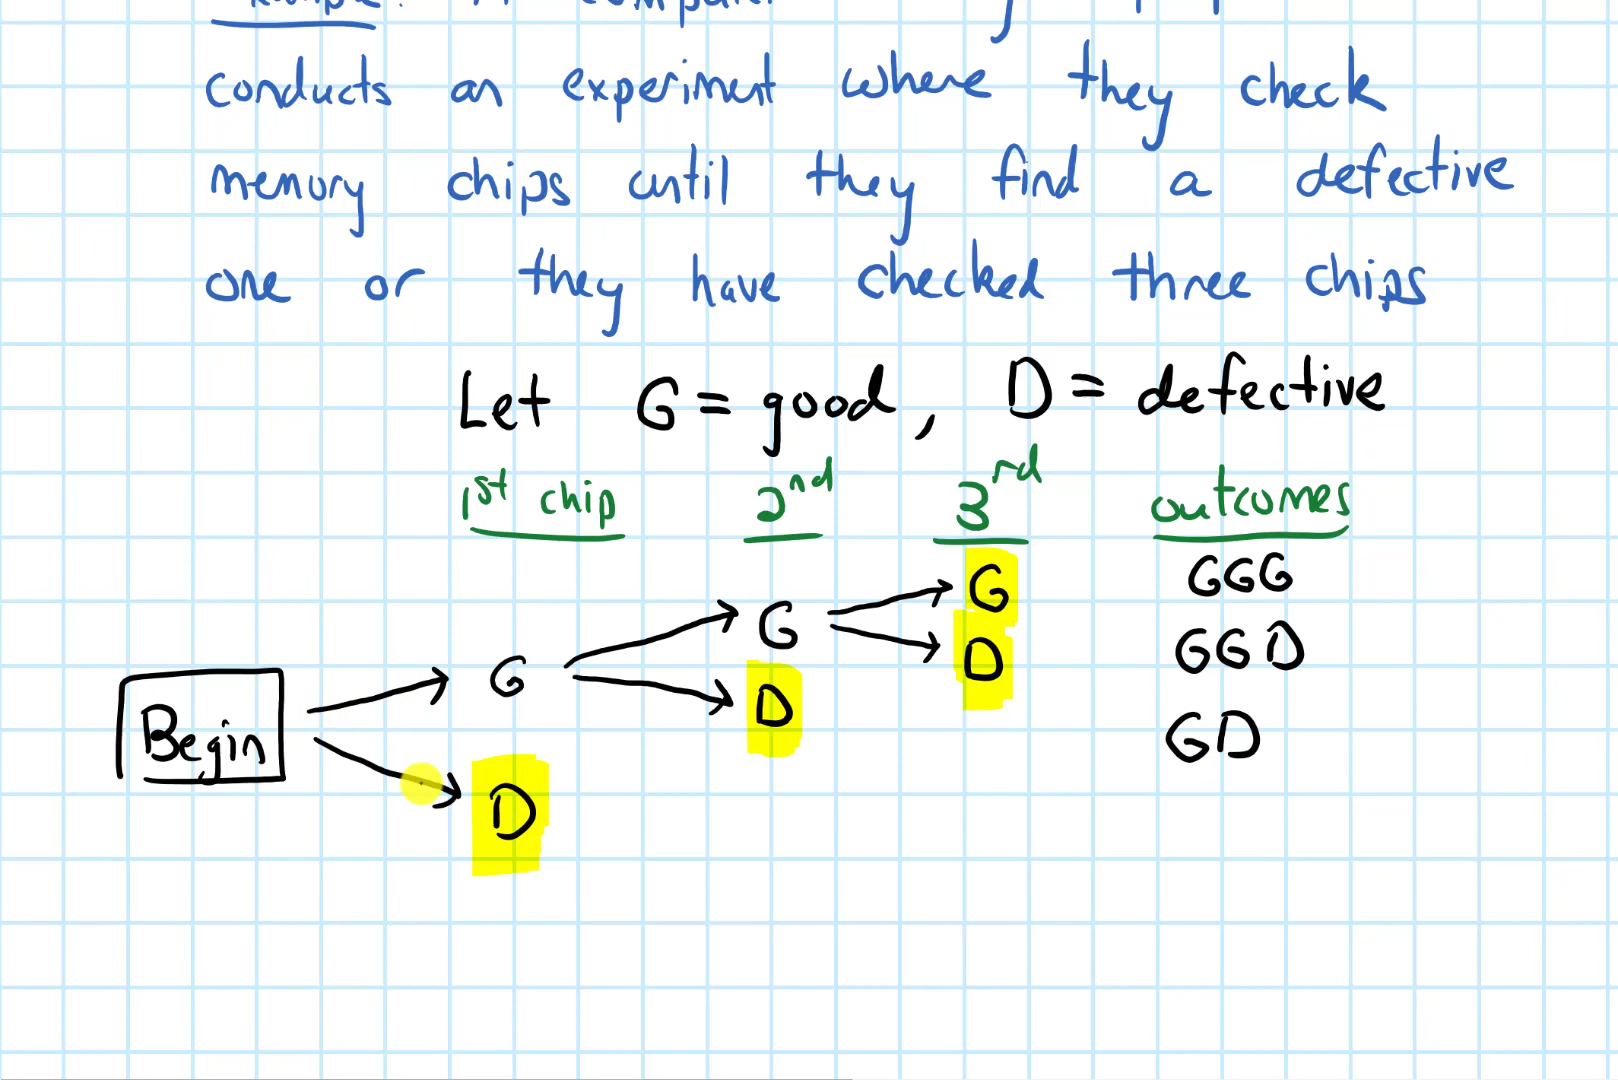 conducts an experiment where they check
memory chips until they find a defective
one or they have checked three chips
Let G = good, D = defective
1st chip 2nd 3rd outcomes
G GGG
G
D GGD
G
D GD
Begin
D